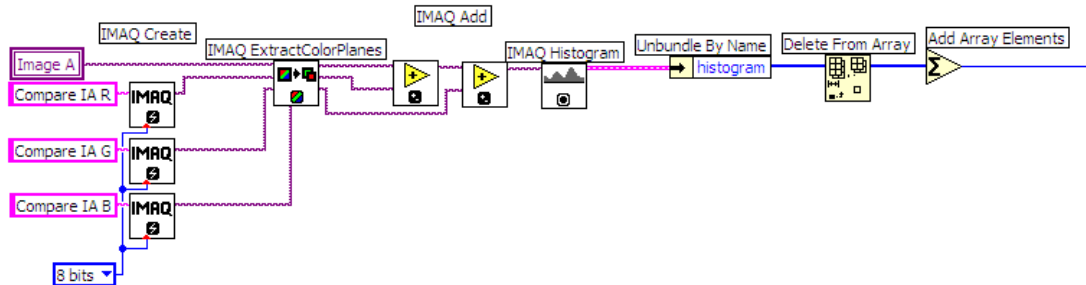 IMAQ Add
IMAQ Create
IMAQ ExtractColorPlanes
IMAQ Histogram
Unbundle By Name
Delete From Array
Add Array Elements
Image A
histogram
Compare IA R
IMAQ
Compare IA G
IMAQ
Compare IA B
IMAQ
8 bits